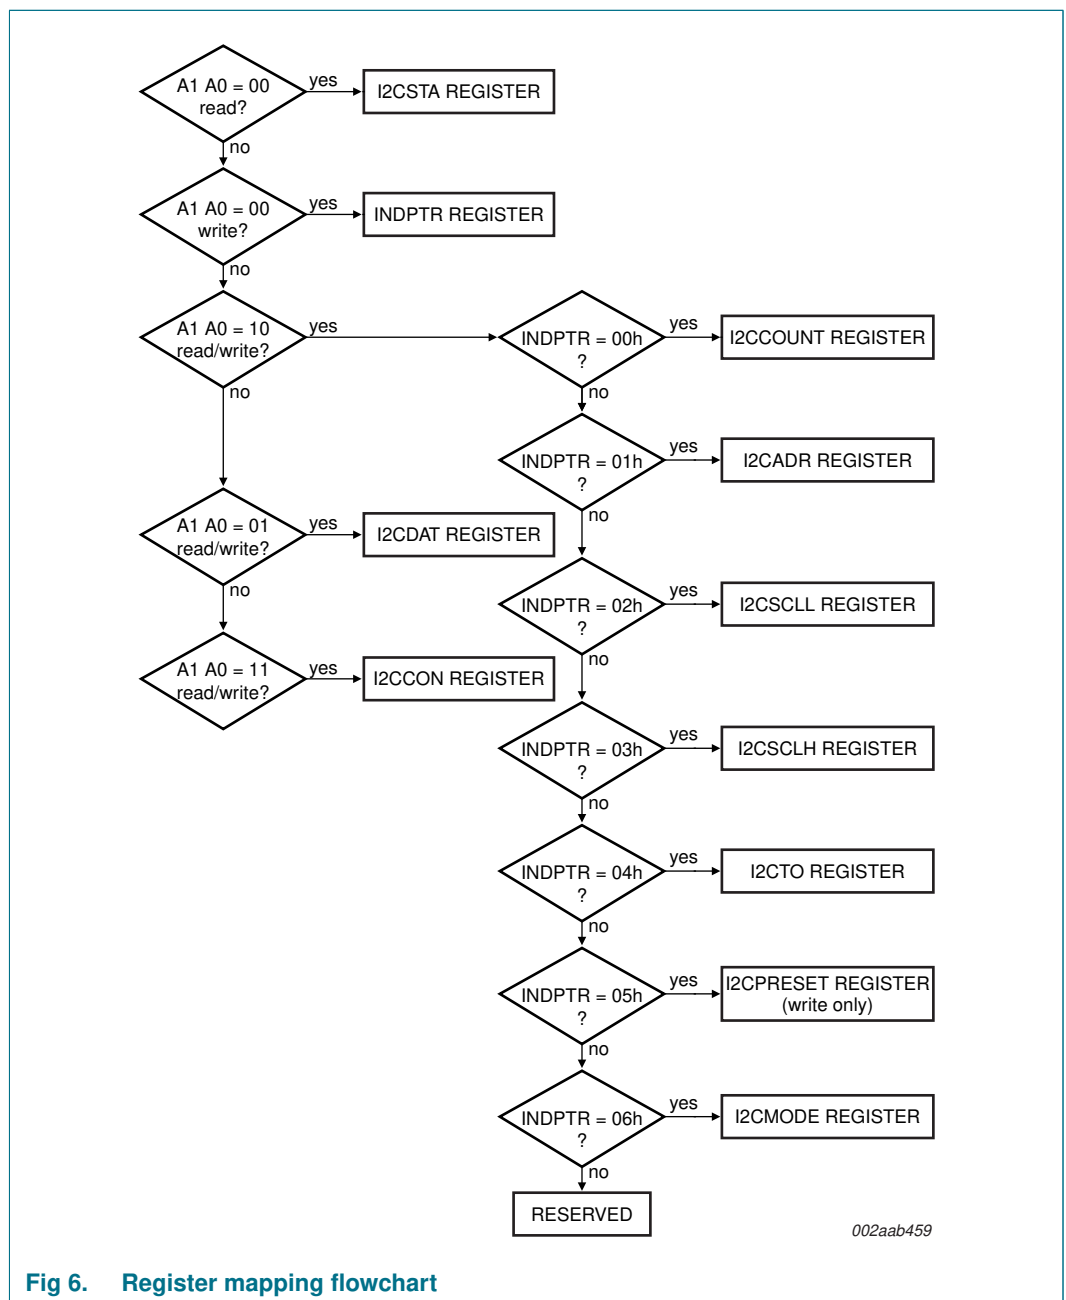 A1 A0 = 00
read?
yes
I2CSTA REGISTER
no
A1 A0 = 00
write?
yes
INDPTR REGISTER
no
A1 A0 = 10
read/write?
yes
INDPTR = 00h
?
yes
I2CCOUNT REGISTER
no
no
INDPTR = 01h
?
yes
I2CADR REGISTER
no
A1 A0 = 01
read/write?
yes
I2CDAT REGISTER
no
INDPTR = 02h
?
yes
I2CSCLL REGISTER
no
A1 A0 = 11
read/write?
yes
I2CCON REGISTER
INDPTR = 03h
?
yes
I2CSCLH REGISTER
no
INDPTR = 04h
?
yes
I2CTO REGISTER
no
INDPTR = 05h
?
yes
I2CPRESET REGISTER
(write only)
no
INDPTR = 06h
?
yes
I2CMODE REGISTER
no
RESERVED
002aab459
Fig 6. Register mapping flowchart